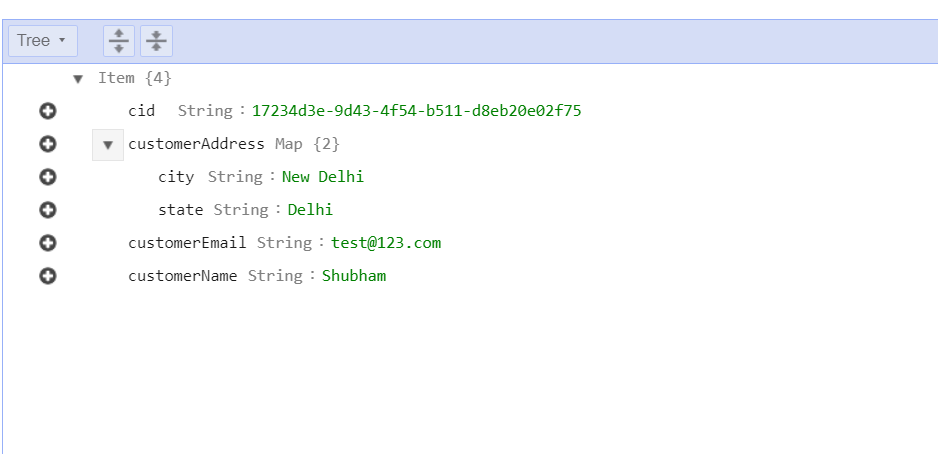 Tree
Item {4}
cid String : 17234d3e-9d43-4f54-b511-d8eb20e02f75
customerAddress Map {2}
city String : New Delhi
state String : Delhi
customerEmail String : test@123.com
customerName String : Shubham